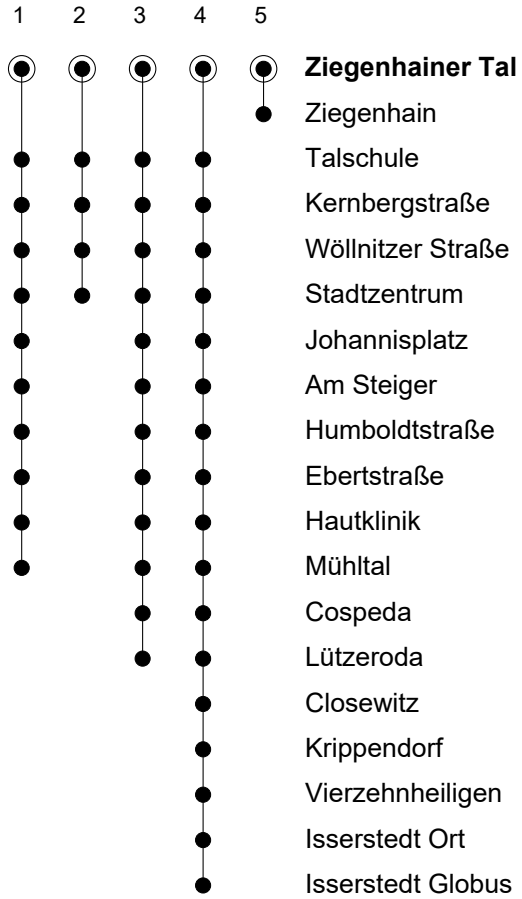 1 2 3 4 5
Ziegenhainer Tal
Ziegenhain
Talschule
Kernbergstraße
Wöllnitzer Straße
Stadtzentrum
Johannisplatz
Am Steiger
Humboldtstraße
Ebertstraße
Hautklinik
Mühltal
Cospeda
Lützeroda
Closewitz
Krippendorf
Vierzehnheiligen
Isserstedt Ort
Isserstedt Globus